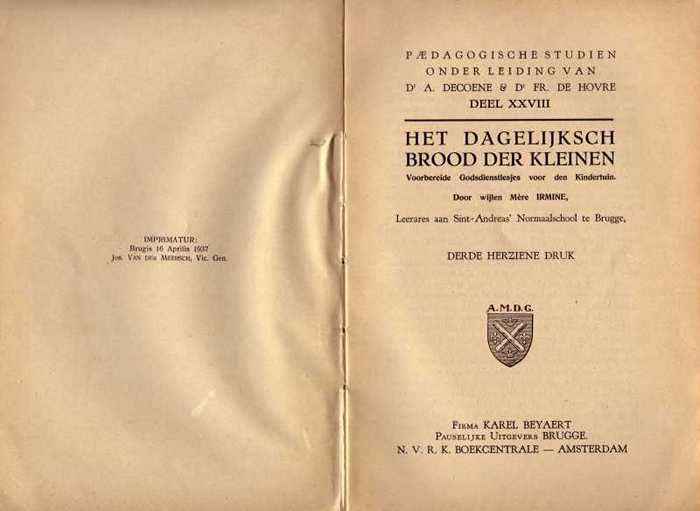 IMPRIMATUR:
Brugis 16 Aprilis 1937
Jos. VAN DER MEERSCH, Vic. Gen.
PÆDAGOGISCHE STUDIEN
ONDER LEIDING VAN
Dr A. DECOENE & Dr FR. DE HOVRE
DEEL XXVIII
HET DAGELIJKSCH
BROOD DER KLEINEN
Voorbereide Godsdienstlesjes voor den Kindertuin.
Door wijlen Mère IRMINE,
Leerares aan Sint-Andreas' Normaalschool te Brugge,
DERDE HERZIENE DRUK
A.M.D.G.
FIRMA KAREL BEYAERT
PAUSELIJKE UITGEVERS BRUGGE.
N. V. R. K. BOEKCENTRALE — AMSTERDAM